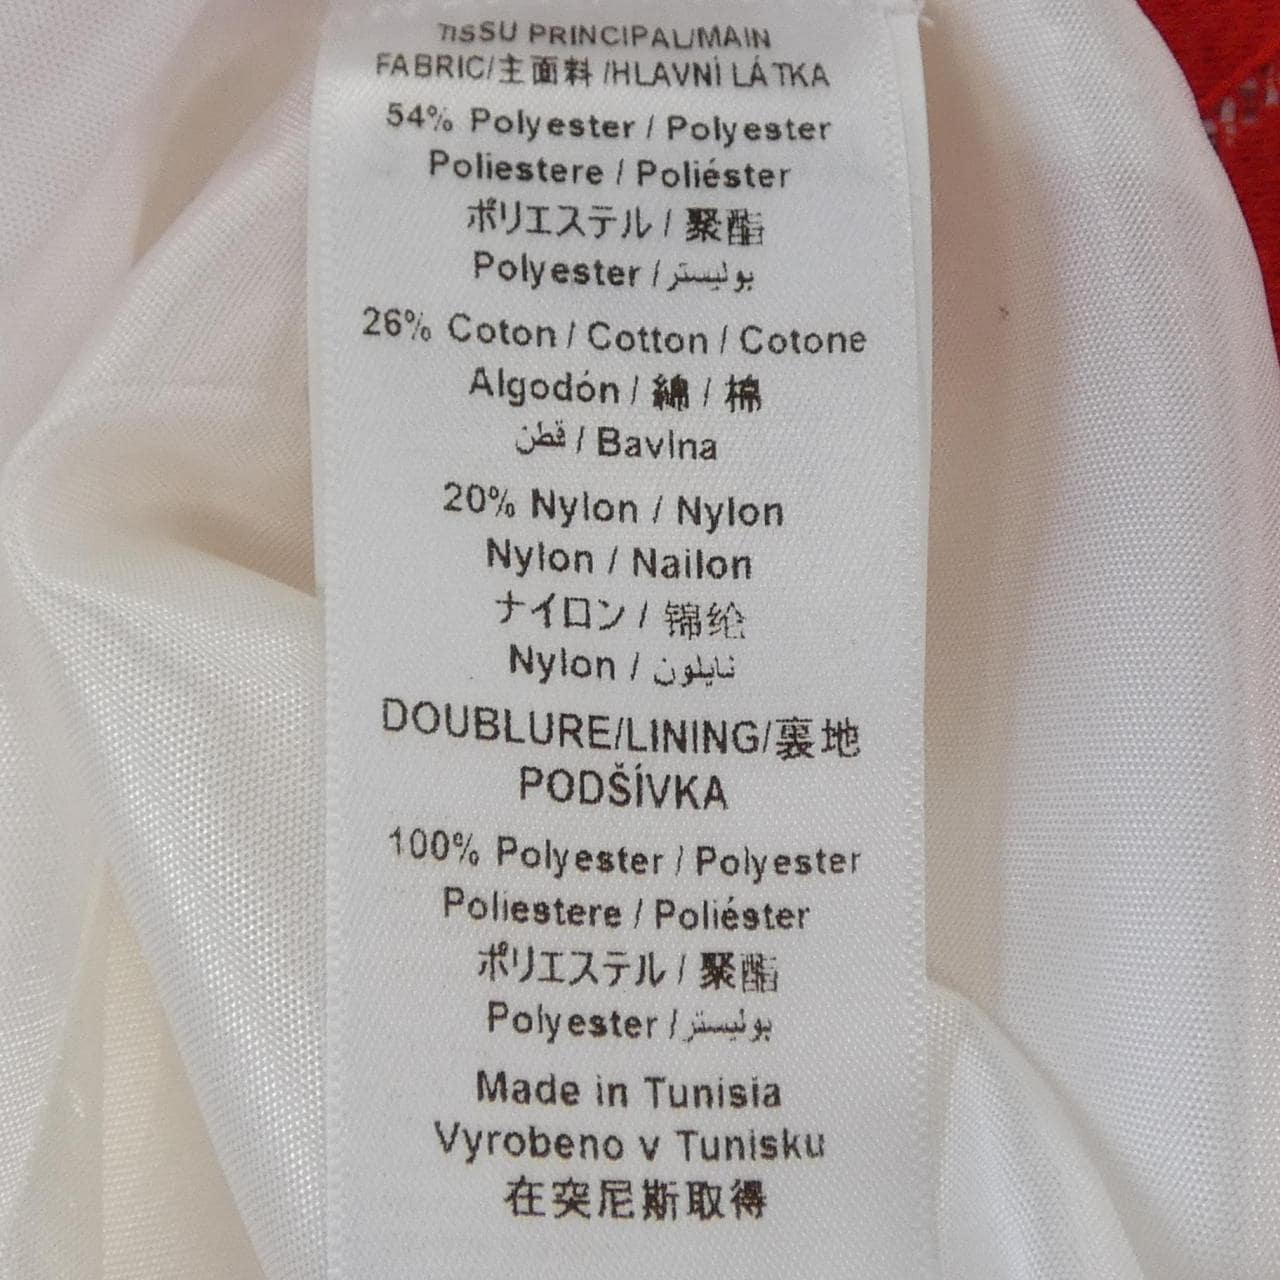 TISSU PRINCIPAL/MAIN
FABRIC/主面料/HLAVNÍ LÁTKA
54% Polyester / Polyester
Poliestere / Poliéster
ポリエステル / 聚酯
Polyester / بوليستر
26% Coton / Cotton / Cotone
Algodón / 綿 / 棉
قطن / Bavlna
20% Nylon / Nylon
Nylon / Nailon
ナイロン / 锦纶
Nylon / نايلون
DOUBLURE/LINING/裏地
PODŠÍVKA
100% Polyester / Polyester
Poliestere / Poliéster
ポリエステル / 聚酯
Polyester / بوليستر
Made in Tunisia
Vyrobeno v Tunisku
在突尼斯取得